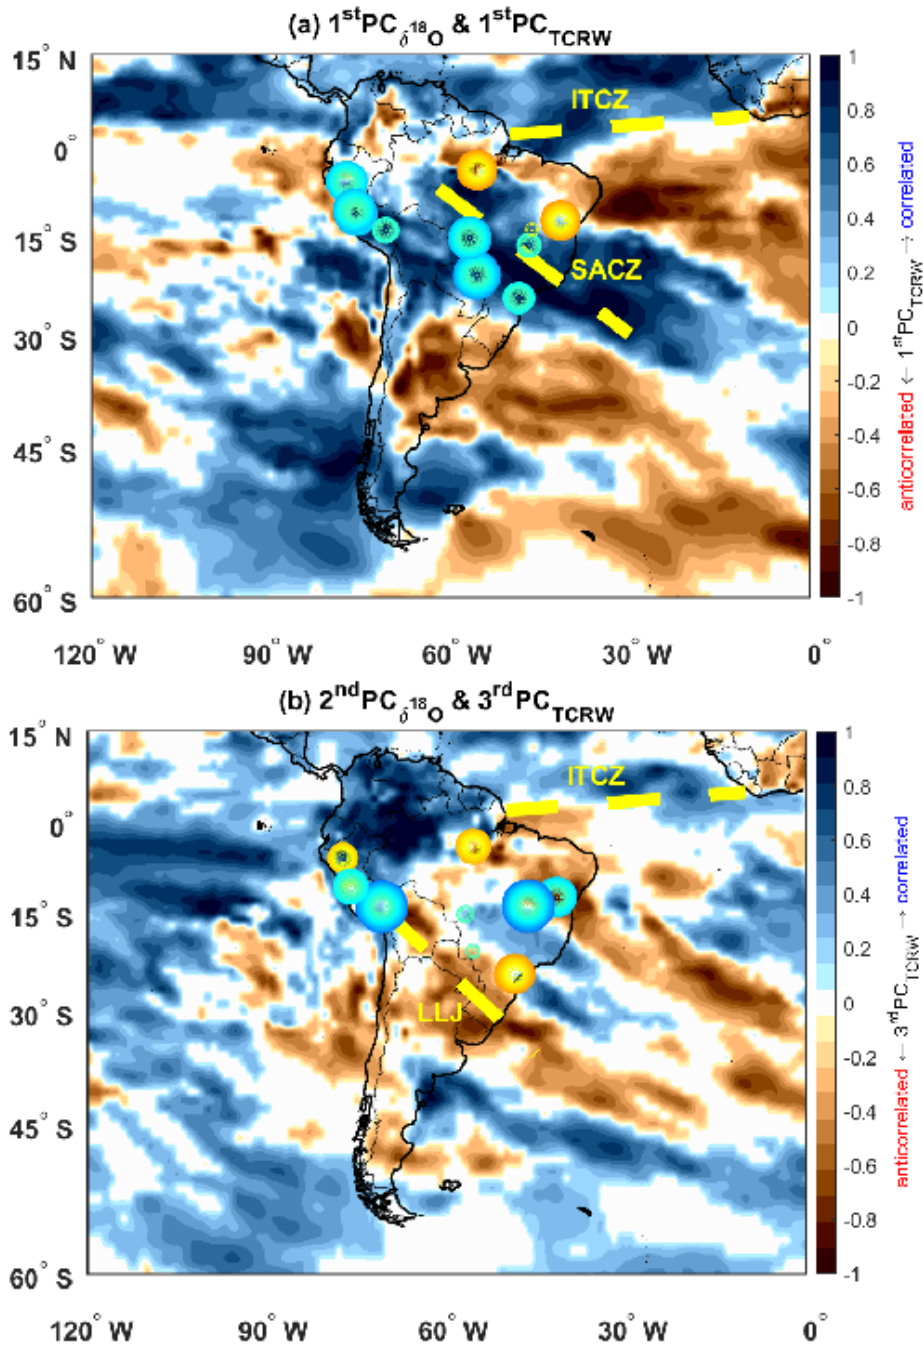 (a) 1stPCδ18O & 1stPCTCRW
15° N
0°
15° S
30° S
45° S
60° S
120° W
90° W
60° W
30° W
0°
ITCZ
SACZ
1
0.8
0.6
0.4
0.2
0
-0.2
-0.4
-0.6
-0.8
-1
anticorrelated ← 1stPCTCRW → correlated
(b) 2ndPCδ18O & 3rdPCTCRW
15° N
0°
15° S
30° S
45° S
60° S
120° W
90° W
60° W
30° W
0°
ITCZ
LLJ
1
0.8
0.6
0.4
0.2
0
-0.2
-0.4
-0.6
-0.8
-1
anticorrelated ← 3rdPCTCRW → correlated